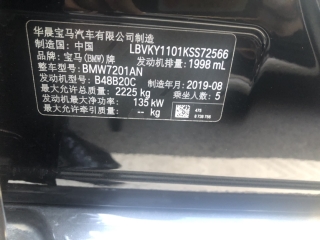 华晨宝马汽车有限公司制造
制造国：中国 LBVKY1101KSS72566
品牌：宝马(BMW)牌 发动机排量：1998 mL
整车型号：BMW7201AN
发动机型号：B48B20C 制造年月：2019-08
最大允许总质量：2225 kg 乘坐人数：5
发动机最大净功率：135 kW
最大允许牵引质量：-- kg